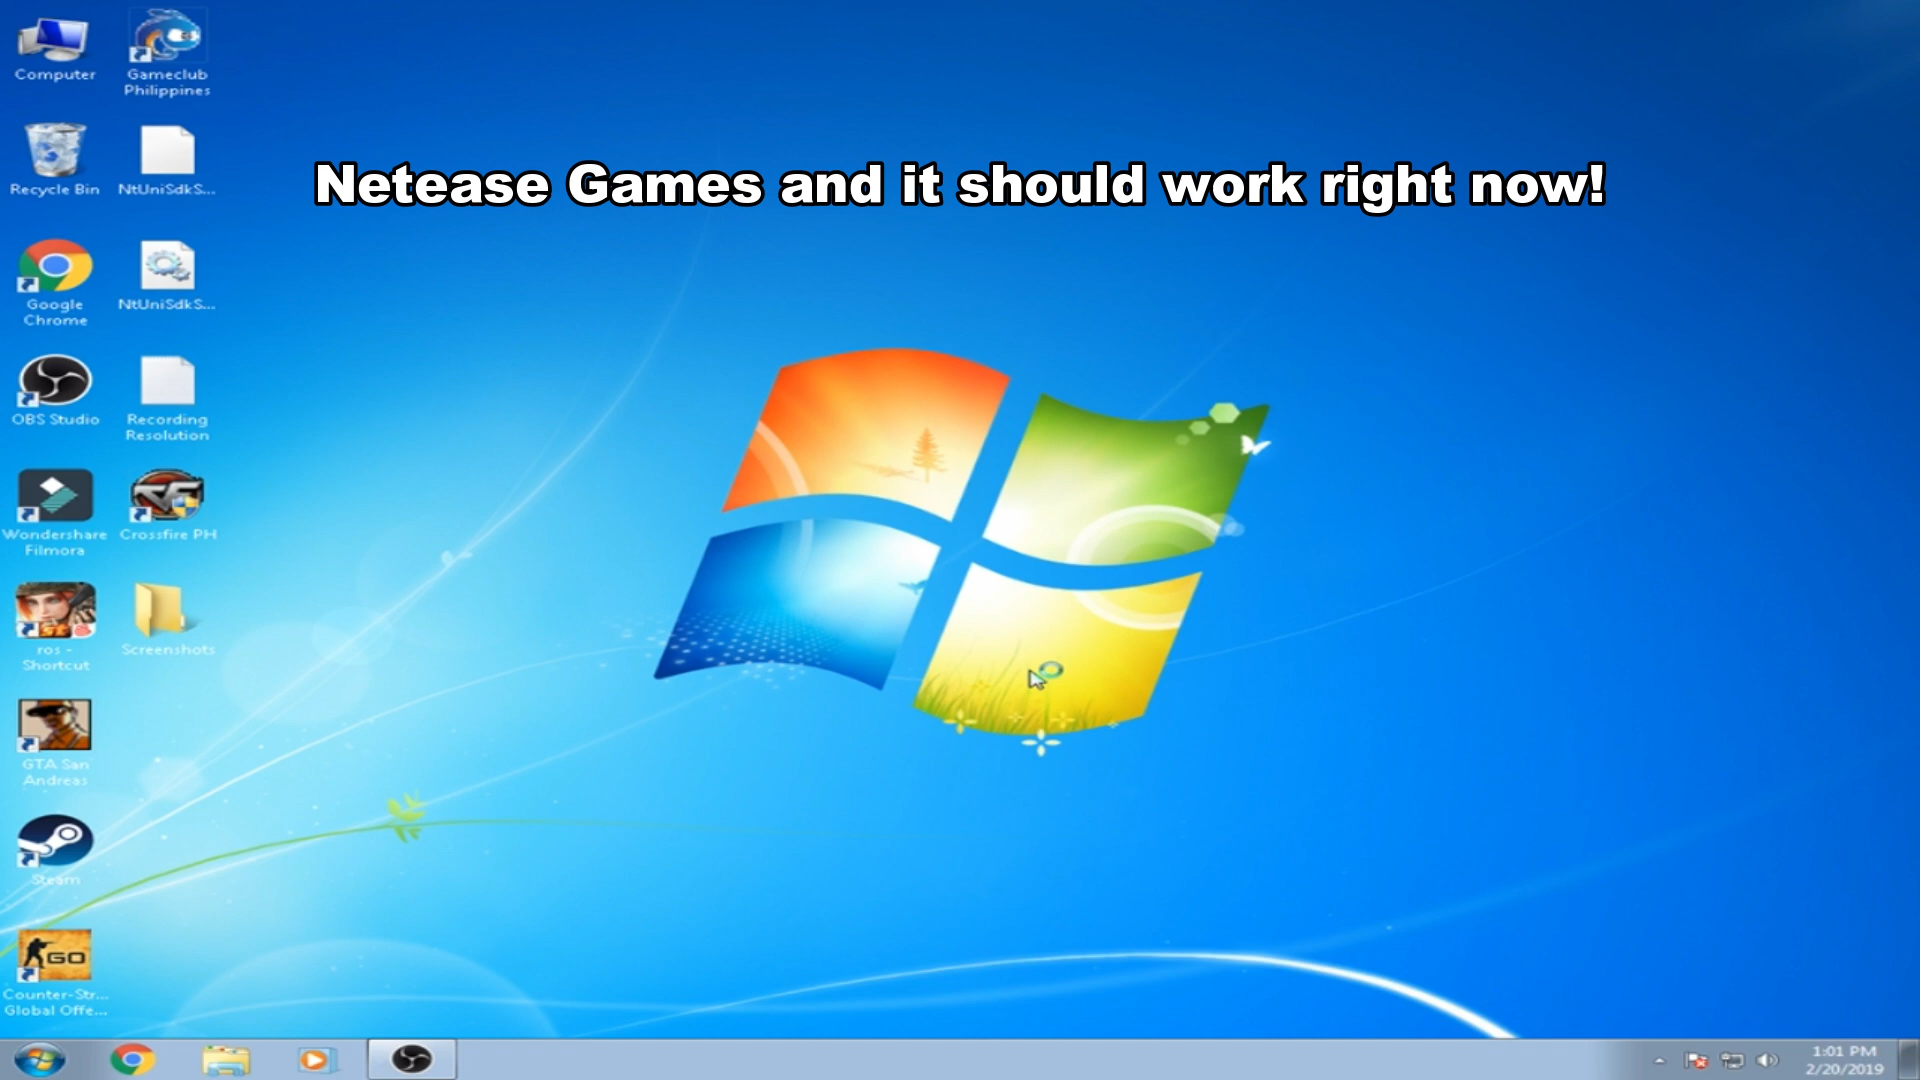 Netease Games and it should work right now!
Computer
Gameclub
Philippines
Recycle Bin
NtUniSdkS...
Google
Chrome
NtUniSdkS...
OBS Studio
Recording
Resolution
Wondershare
Filmora
Crossfire PH
ros -
Shortcut
Screenshots
GTA San
Andreas
Steam
GO
Counter-Str...
Global Offe...
1:01 PM
2/20/2019